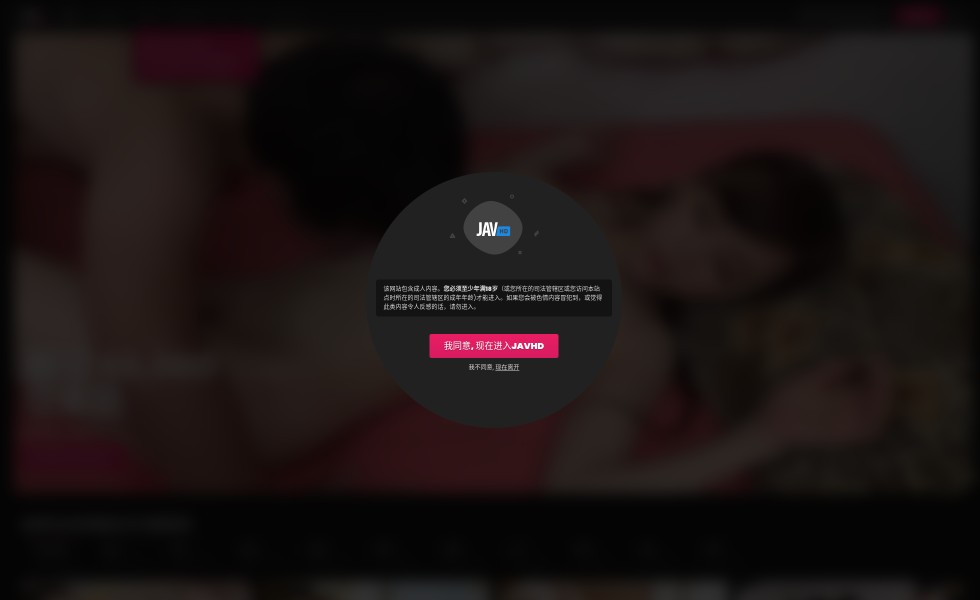 JAV HD
该网站包含成人内容。您必须至少年满18岁（或您所在的司法管辖区或您访问本站
点时所在的司法管辖区的成年年龄)才能进入。如果您会被色情内容冒犯到，或觉得
此类内容令人反感的话，请勿进入。
我同意, 现在进入JAVHD
我不同意, 现在离开